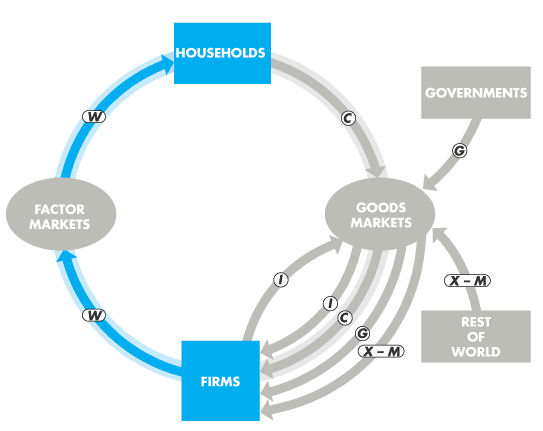 HOUSEHOLDS
GOVERNMENTS
W
C
G
FACTOR
MARKETS
GOODS
MARKETS
I
X – M
I
W
C
G
REST
OF
WORLD
X – M
FIRMS